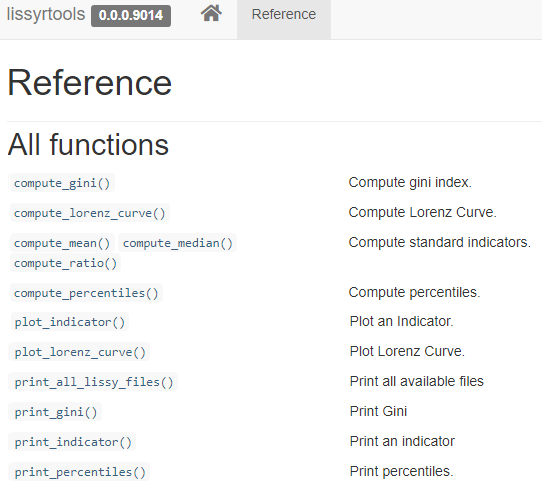 lissyrtools 0.0.0.9014 Reference
Reference
All functions
compute_gini() Compute gini index.
compute_lorenz_curve() Compute Lorenz Curve.
compute_mean() compute_median() Compute standard indicators.
compute_ratio()
compute_percentiles() Compute percentiles.
plot_indicator() Plot an Indicator.
plot_lorenz_curve() Plot Lorenz Curve.
print_all_lissy_files() Print all available files
print_gini() Print Gini
print_indicator() Print an indicator
print_percentiles() Print percentiles.